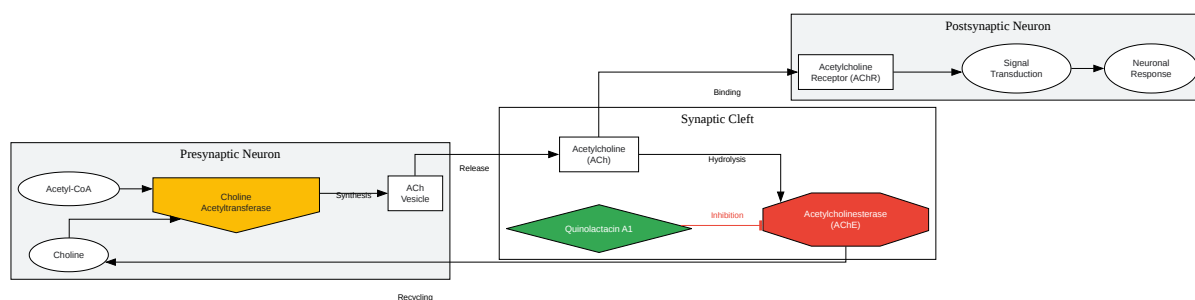 Postsynaptic Neuron
Acetylcholine
Receptor (AChR)
Signal
Transduction
Neuronal
Response
Binding
Synaptic Cleft
Presynaptic Neuron
Acetylcholine
(ACh)
Hydrolysis
Release
Acetyl-CoA
Choline
Acetyltransferase
Synthesis
ACh
Vesicle
Quinolactacin A1
Inhibition
Acetylcholinesterase
(AChE)
Choline
Recycling